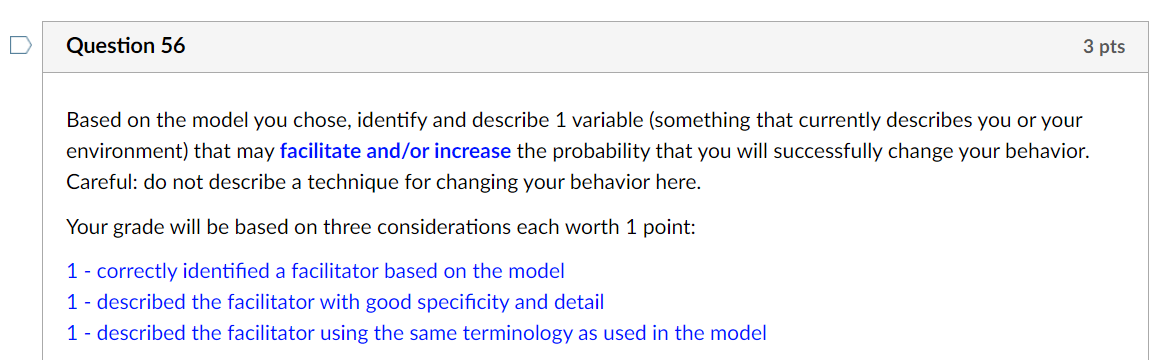 Question 56
3 pts
Based on the model you chose, identify and describe 1 variable (something that currently describes you or your
environment) that may facilitate and/or increase the probability that you will successfully change your behavior.
Careful: do not describe a technique for changing your behavior here.
Your grade will be based on three considerations each worth 1 point:
1 - correctly identified a facilitator based on the model
1 - described the facilitator with good specificity and detail
1 - described the facilitator using the same terminology as used in the model